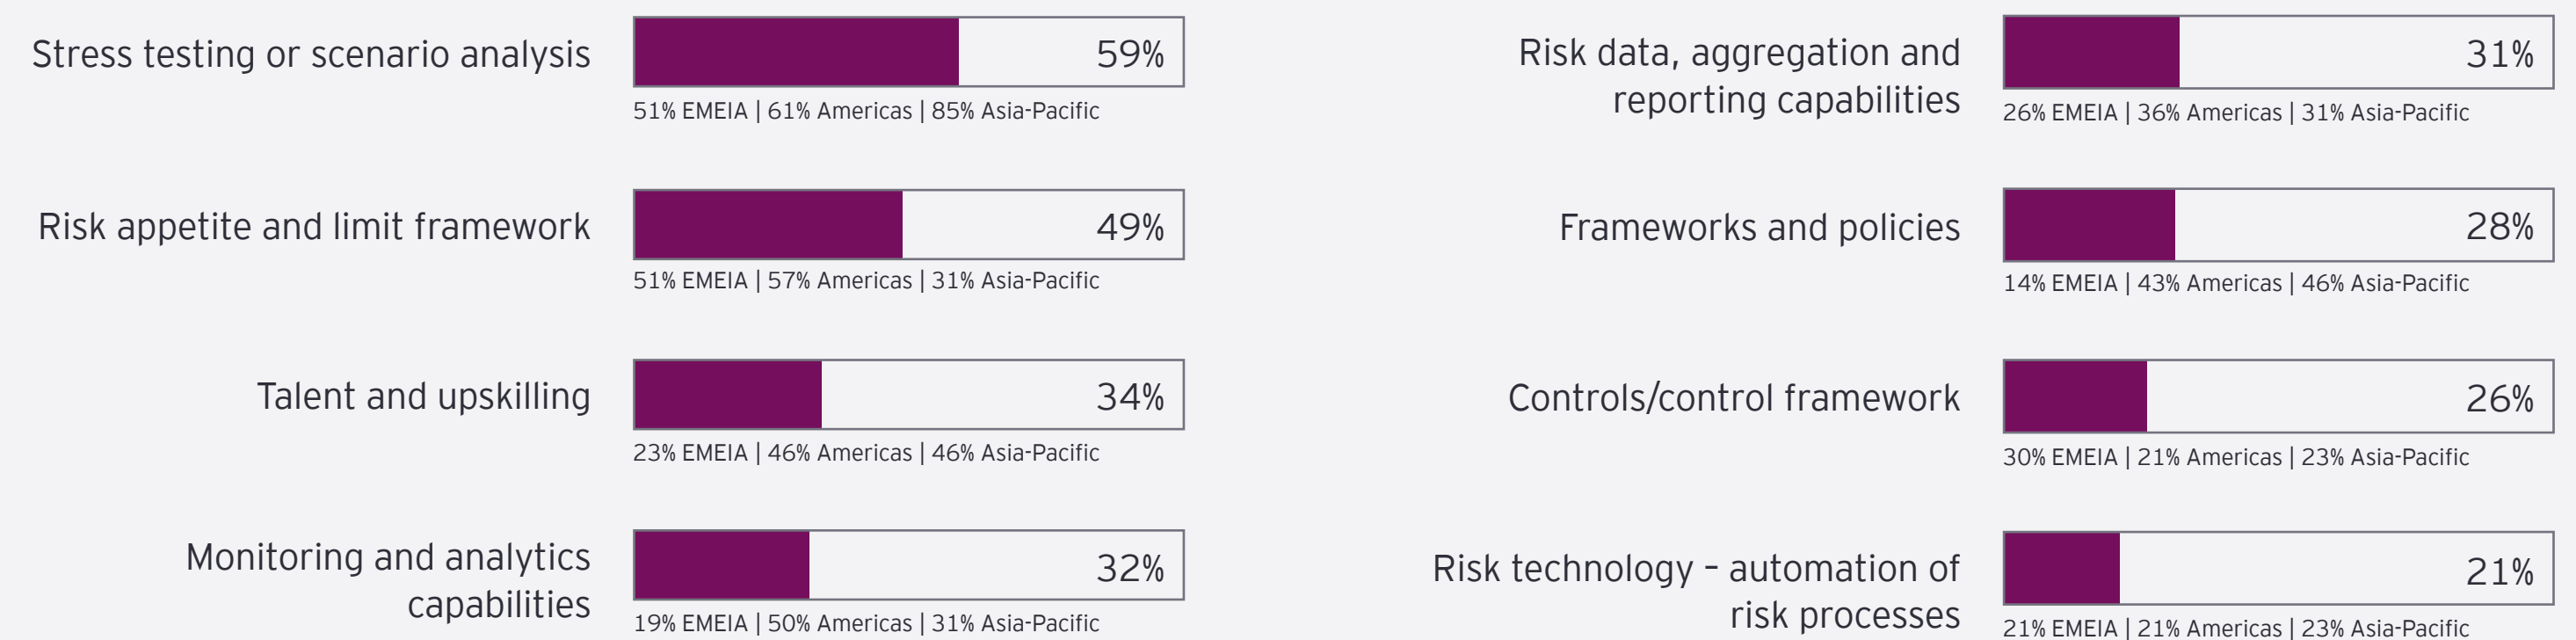 Stress testing or scenario analysis
59%
51% EMEIA | 61% Americas | 85% Asia-Pacific
Risk appetite and limit framework
49%
51% EMEIA | 57% Americas | 31% Asia-Pacific
Talent and upskilling
34%
23% EMEIA | 46% Americas | 46% Asia-Pacific
Monitoring and analytics
capabilities
32%
19% EMEIA | 50% Americas | 31% Asia-Pacific
Risk data, aggregation and
reporting capabilities
31%
26% EMEIA | 36% Americas | 31% Asia-Pacific
Frameworks and policies
28%
14% EMEIA | 43% Americas | 46% Asia-Pacific
Controls/control framework
26%
30% EMEIA | 21% Americas | 23% Asia-Pacific
Risk technology – automation of
risk processes
21%
21% EMEIA | 21% Americas | 23% Asia-Pacific